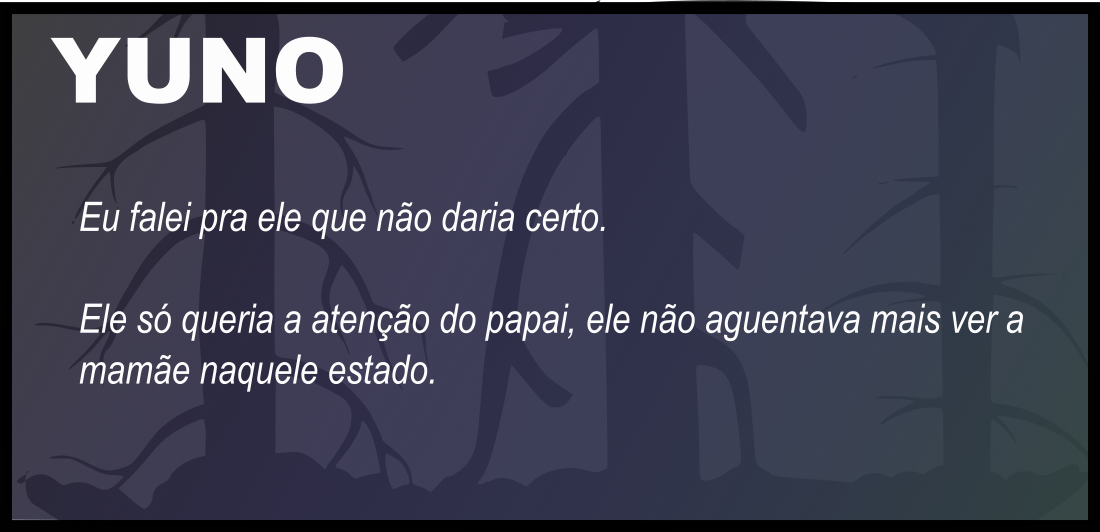 YUNO
Eu falei pra ele que não daria certo.
Ele só queria a atenção do papai, ele não aguentava mais ver a
mamãe naquele estado.